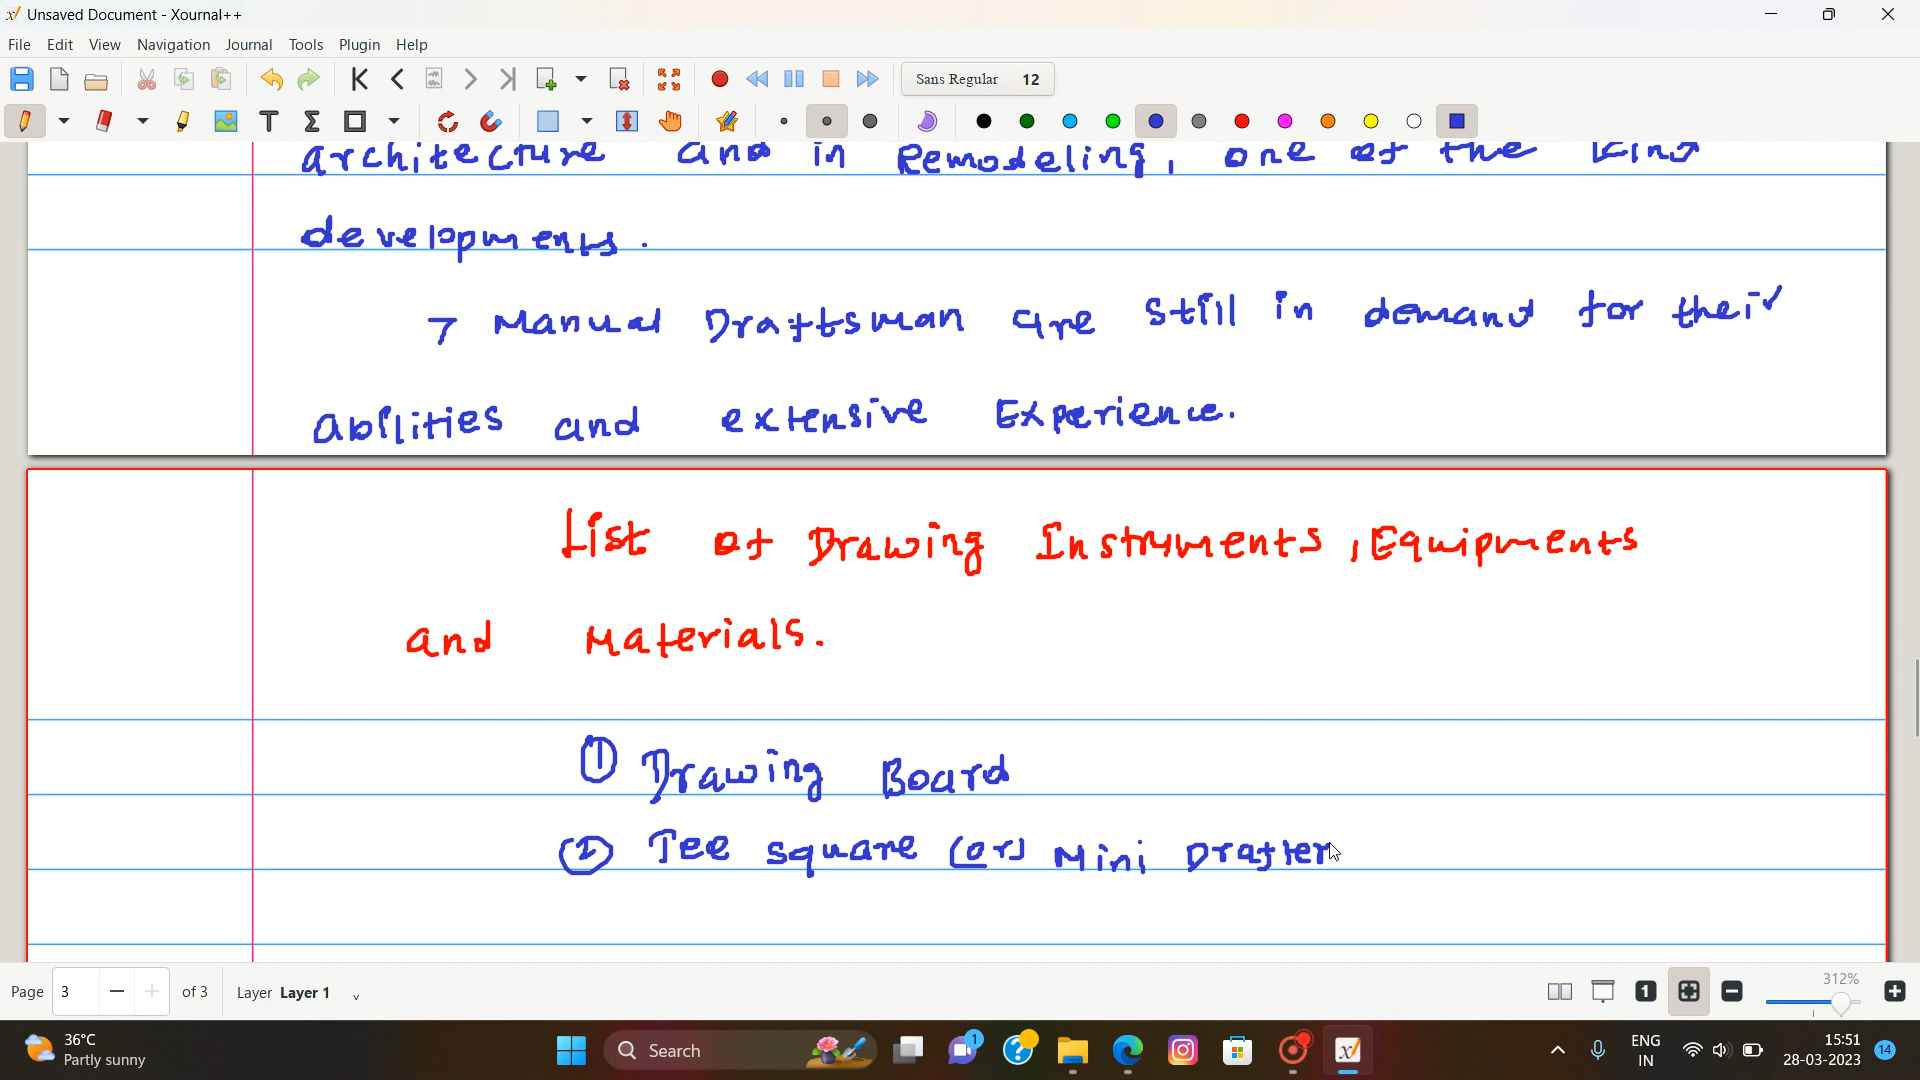 Unsaved Document - Xournal++
File Edit View Navigation Journal Tools Plugin Help
Sans Regular 12
architecture and in Remodeling, one of the
developments.
Manual Draftsman are still in demand for their
abilities and extensive Experience.
List of Drawing Instruments, Equipments
and Materials.
① Drawing Board
② Tee square (or) Mini Drafter
Page 3 of 3 Layer Layer 1 312%
36°C
Partly sunny
Search
1
ENG
IN
15:51
28-03-2023
14